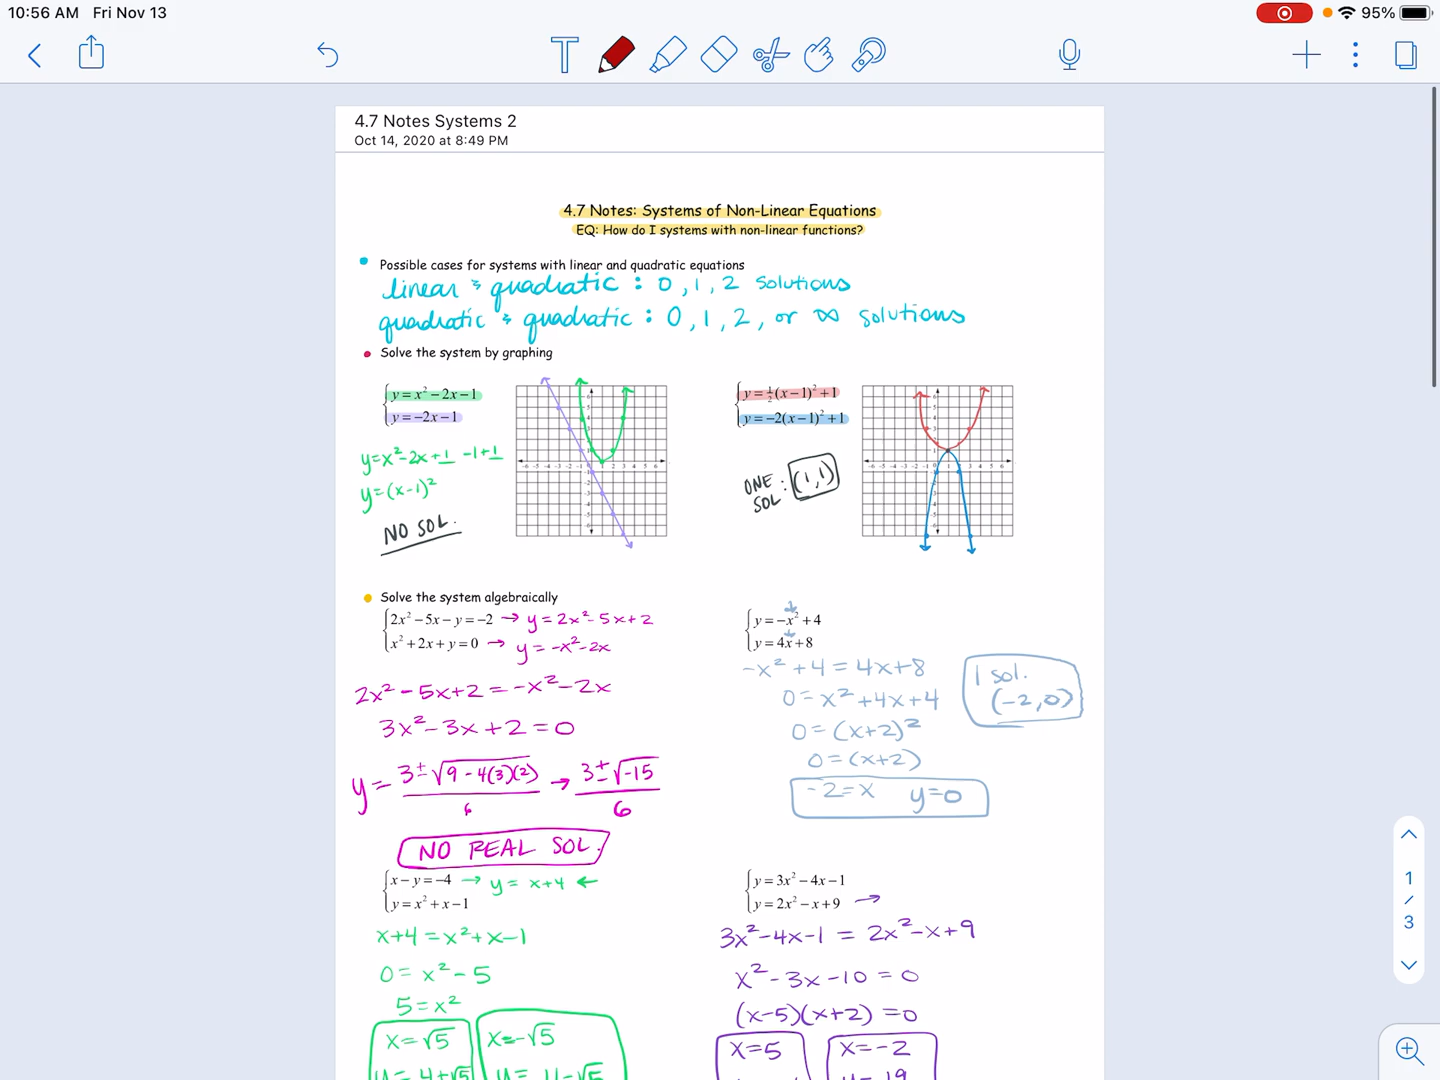 10:56 AM Fri Nov 13
95%
4.7 Notes Systems 2
Oct 14, 2020 at 8:49 PM
4.7 Notes: Systems of Non-Linear Equations
EQ: How do I systems with non-linear functions?
Possible cases for systems with linear and quadratic equations
linear & quadratic : 0, 1, 2 solutions
quadratic & quadratic : 0, 1, 2, or ∞ solutions
Solve the system by graphing
y = x² − 2x − 1
y = −2x − 1
y = x² − 2x + 1 − 1 + 1
y = (x−1)²
NO SOL.
y = ½(x−1)² + 1
y = −2(x−1)² + 1
ONE SOL : (1,1)
Solve the system algebraically
2x² − 5x − y = −2 → y = 2x² − 5x + 2
x² + 2x + y = 0 → y = −x² − 2x
2x² − 5x + 2 = −x² − 2x
3x² − 3x + 2 = 0
y = 3 ± √9 − 4(3)(2) / 6 → 3 ± √−15 / 6
NO REAL SOL.
y = −x² + 4
y = 4x + 8
−x² + 4 = 4x + 8
0 = x² + 4x + 4
0 = (x+2)²
0 = (x+2)
−2 = x y = 0
1 sol.
(−2, 0)
x − y = −4 → y = x + 4 ←
y = x² + x − 1
x + 4 = x² + x − 1
0 = x² − 5
5 = x²
x = √5 x = −√5
y = 4 + √5 y = 4 − √5
y = 3x² − 4x − 1
y = 2x² − x + 9 →
3x² − 4x − 1 = 2x² − x + 9
x² − 3x − 10 = 0
(x−5)(x+2) = 0
x = 5 x = −2
y = 19
1
/
3